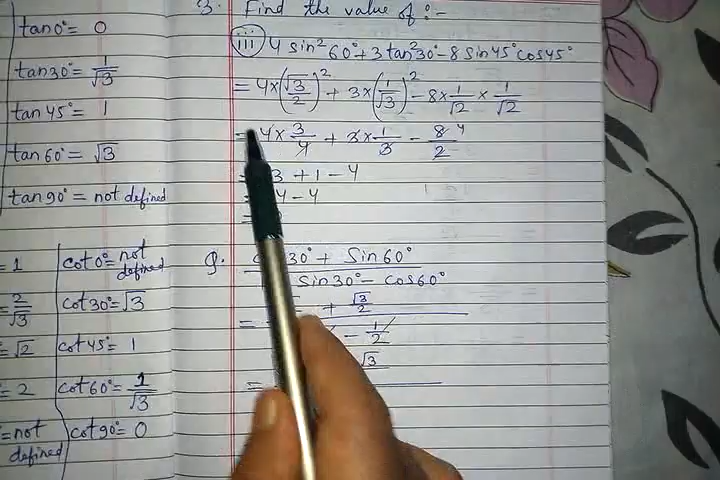 tan0° = 0
tan30° = 1/√3
tan45° = 1
tan60° = √3
tan90° = not defined
= 1
= 2/√3
= √2
= 2
= not defined
cot0° = not defined
cot30° = √3
cot45° = 1
cot60° = 1/√3
cot90° = 0
3. Find the value of :-
(iii) 4 sin²60° + 3 tan²30° - 8 sin45° cos45°
= 4×(√3/2)² + 3×(1/√3)² - 8×1/√2 × 1/√2
= 4×3/4 + 3×1/3 - 8/2 4
3 + 1 - 4
4 - 4
Q. 30° + Sin60°
sin30° - cos60°
= + √3/2
- 1/2
= √3